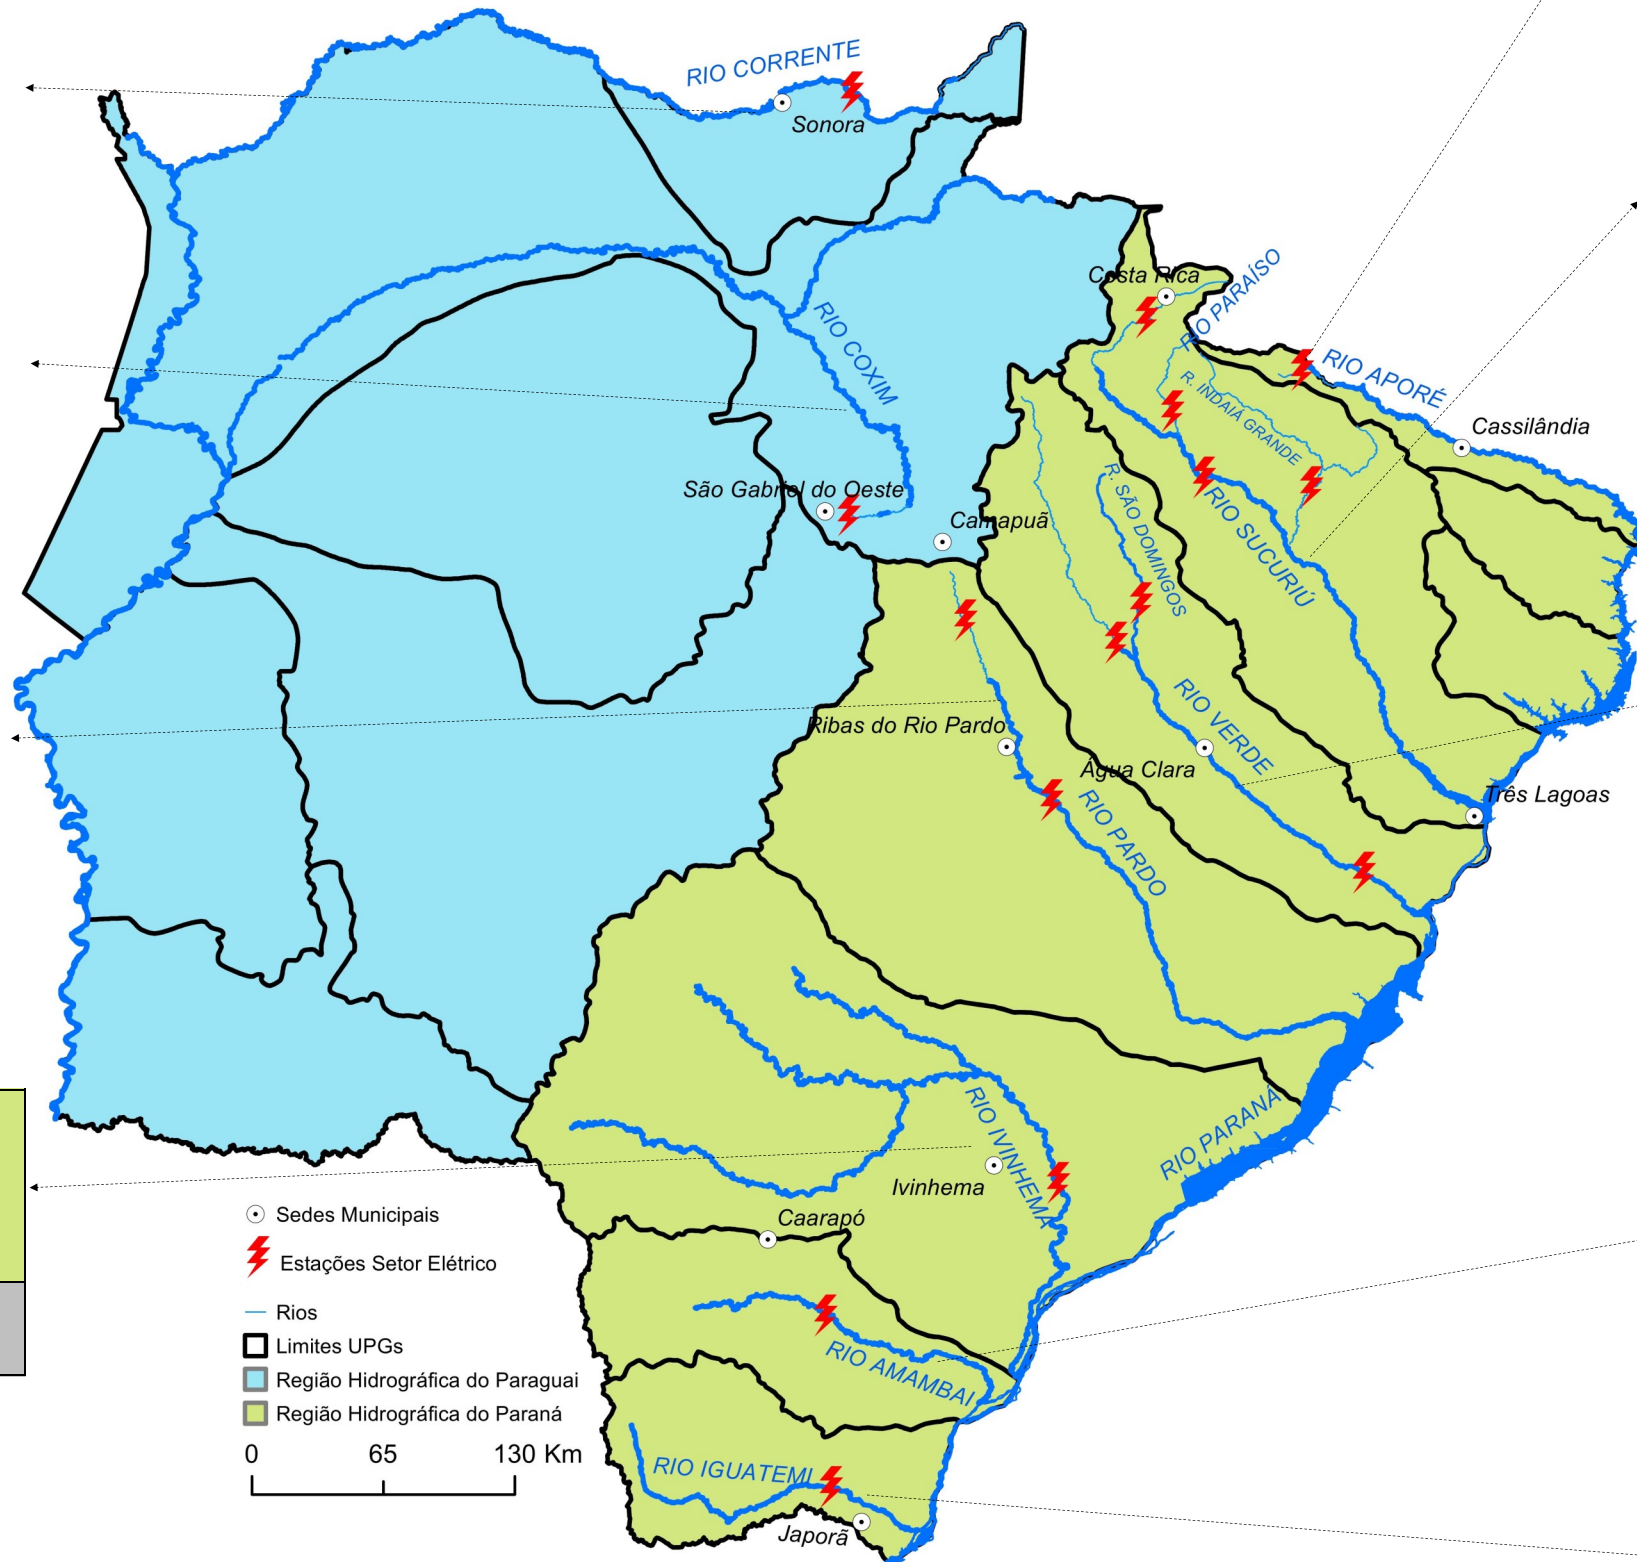 RIO CORRENTE
Sonora
Costa Rica
RIO PARAÍSO
RIO COXIM
RIO APORÉ
R. INDAIÁ GRANDE
Cassilândia
São Gabriel do Oeste
R. SÃO DOMINGOS
Camapuã
RIO SUCURIÚ
Ribas do Rio Pardo
RIO VERDE
Água Clara
RIO PARDO
Três Lagoas
RIO IVINHEMA
RIO PARANÁ
Ivinhema
Caarapó
RIO AMAMBAI
RIO IGUATEMI
Japorã
Sedes Municipais
Estações Setor Elétrico
Rios
Limites UPGs
Região Hidrográfica do Paraguai
Região Hidrográfica do Paraná
0 65 130 Km